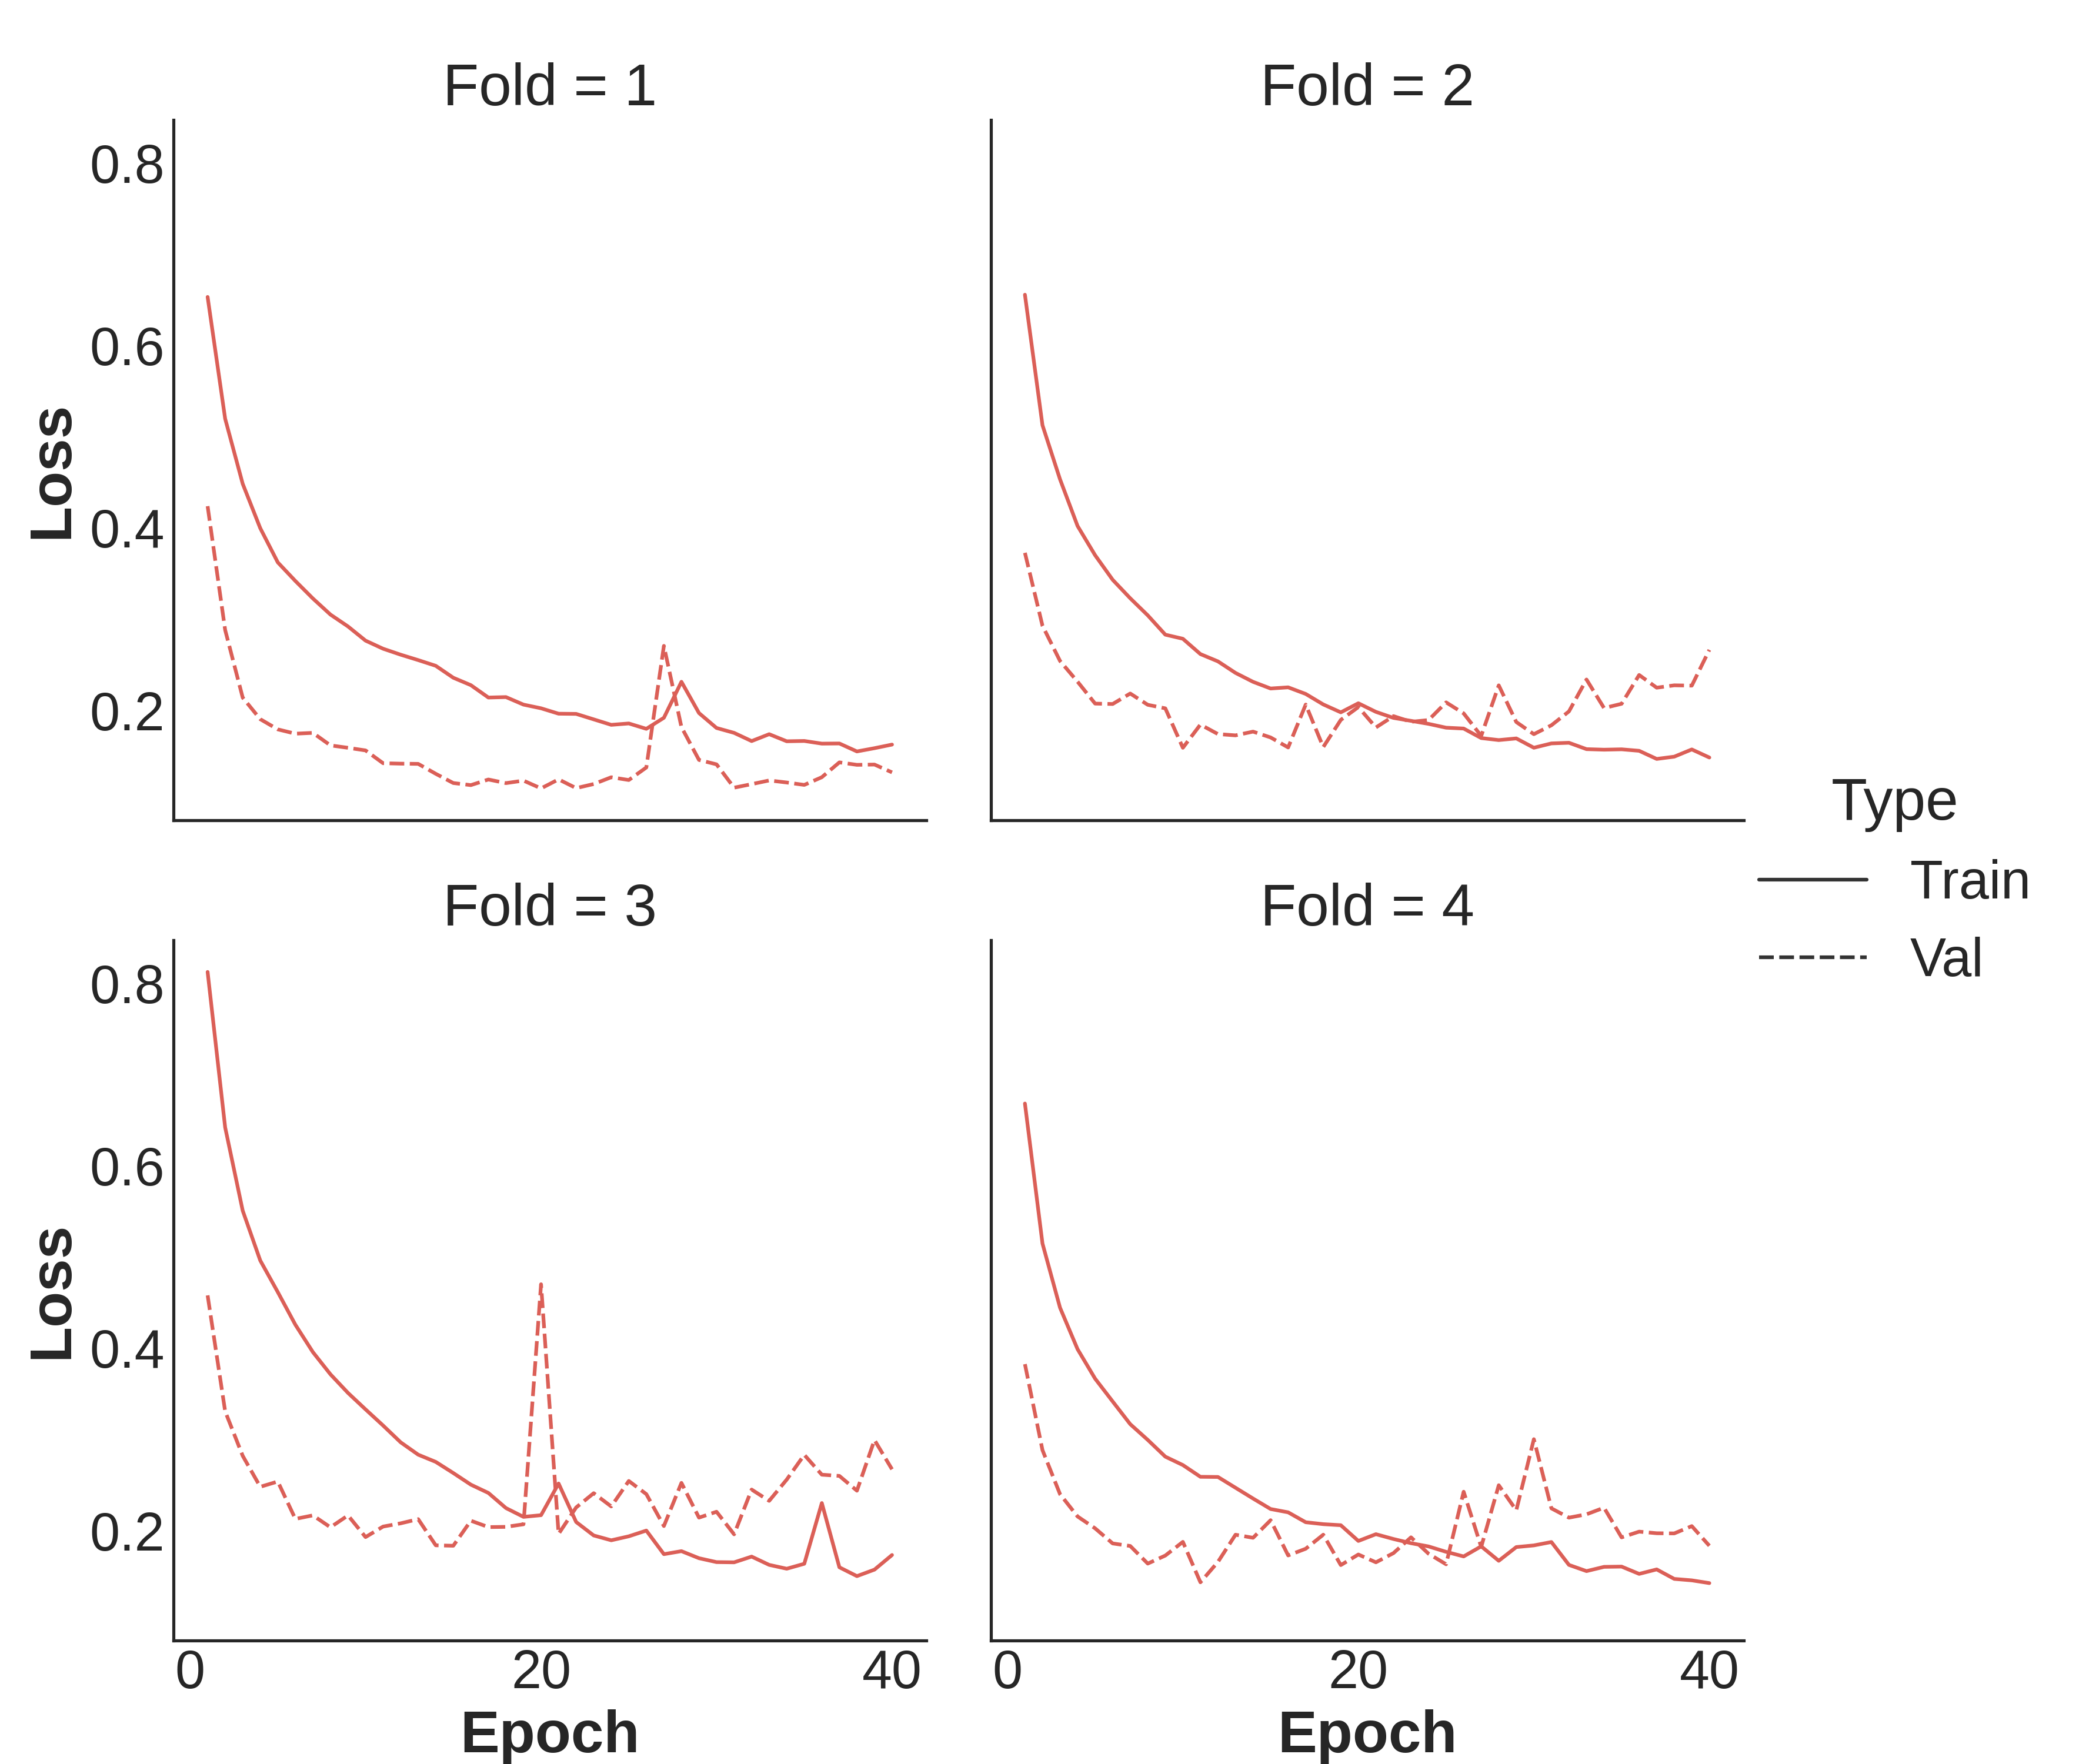 Fold = 1
Fold = 2
0.8
0.6
0.4
0.2
Loss
Type
Train
Val
Fold = 3
Fold = 4
0.8
0.6
0.4
0.2
Loss
0 20 40
0 20 40
Epoch
Epoch